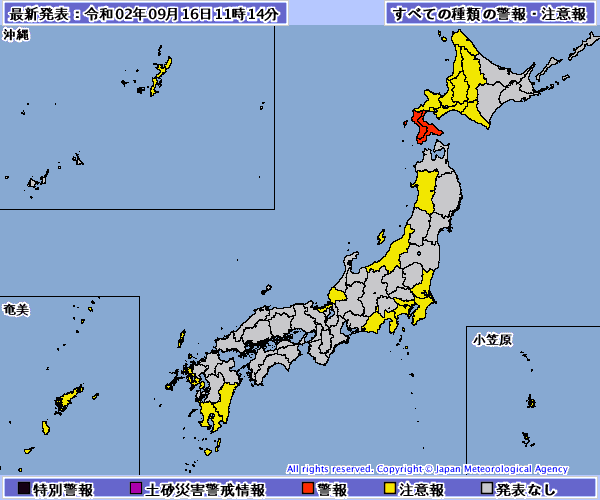 最新発表：令和02年09月16日11時14分
すべての種類の警報・注意報
沖縄
奄美
小笠原
All rights reserved. Copyright © Japan Meteorological Agency
特別警報 土砂災害警戒情報 警報 注意報 発表なし